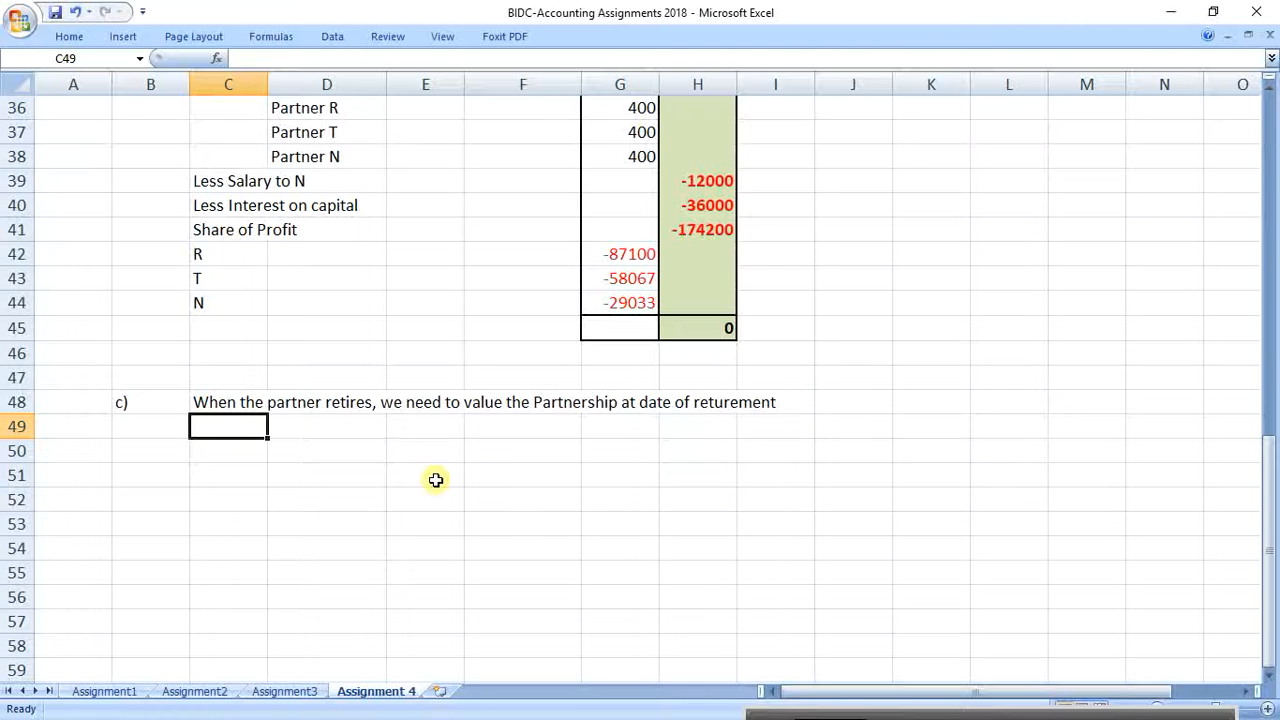 BIDC-Accounting Assignments 2018 - Microsoft Excel
Home Insert Page Layout Formulas Data Review View Foxit PDF
C49 fx
A B C D E F G H I J K L M N O
36 Partner R 400
37 Partner T 400
38 Partner N 400
39 Less Salary to N -12000
40 Less Interest on capital -36000
41 Share of Profit -174200
42 R -87100
43 T -58067
44 N -29033
45 0
46
47
48 c) When the partner retires, we need to value the Partnership at date of returement
49
50
51
52
53
54
55
56
57
58
59
Assignment1 Assignment2 Assignment3 Assignment 4
Ready